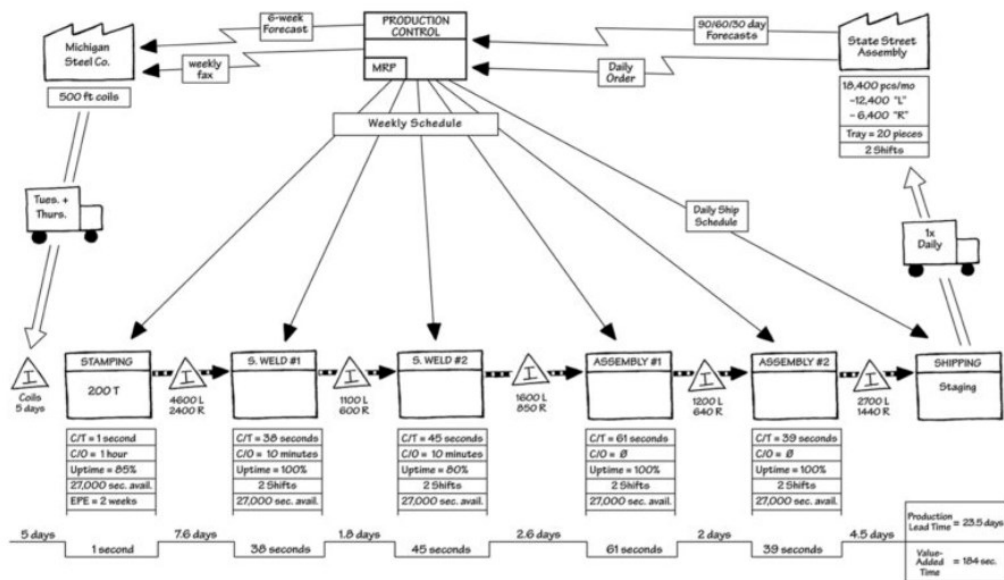 6-week
Forecast
PRODUCTION
CONTROL
MRP
90/60/30 day
Forecasts
Michigan
Steel Co.
weekly
fax
Daily
Order
State Street
Assembly
500 ft coils
18,400 pcs/mo
-12,400 "L"
- 6,400 "R"
Tray = 20 pieces
2 Shifts
Weekly Schedule
Tues. +
Thurs.
Daily Ship
Schedule
1x
Daily
I
Coils
5 days
STAMPING
200 T
I
4600 L
2400 R
S. WELD #1
I
1100 L
600 R
S. WELD #2
I
1600 L
850 R
ASSEMBLY #1
I
1200 L
640 R
ASSEMBLY #2
I
2700 L
1440 R
SHIPPING
Staging
C/T = 1 second
C/O = 1 hour
Uptime = 85%
27,000 sec. avail.
EPE = 2 weeks
C/T = 38 seconds
C/O = 10 minutes
Uptime = 100%
2 Shifts
27,000 sec. avail.
C/T = 45 seconds
C/O = 10 minutes
Uptime = 80%
2 Shifts
27,000 sec. avail.
C/T = 61 seconds
C/O = Ø
Uptime = 100%
2 Shifts
27,000 sec. avail.
C/T = 39 seconds
C/O = Ø
Uptime = 100%
2 Shifts
27,000 sec. avail.
5 days
1 second
7.6 days
38 seconds
1.8 days
45 seconds
2.6 days
61 seconds
2 days
39 seconds
4.5 days
Production
Lead Time = 23.5 days
Value-
Added = 184 sec.
Time